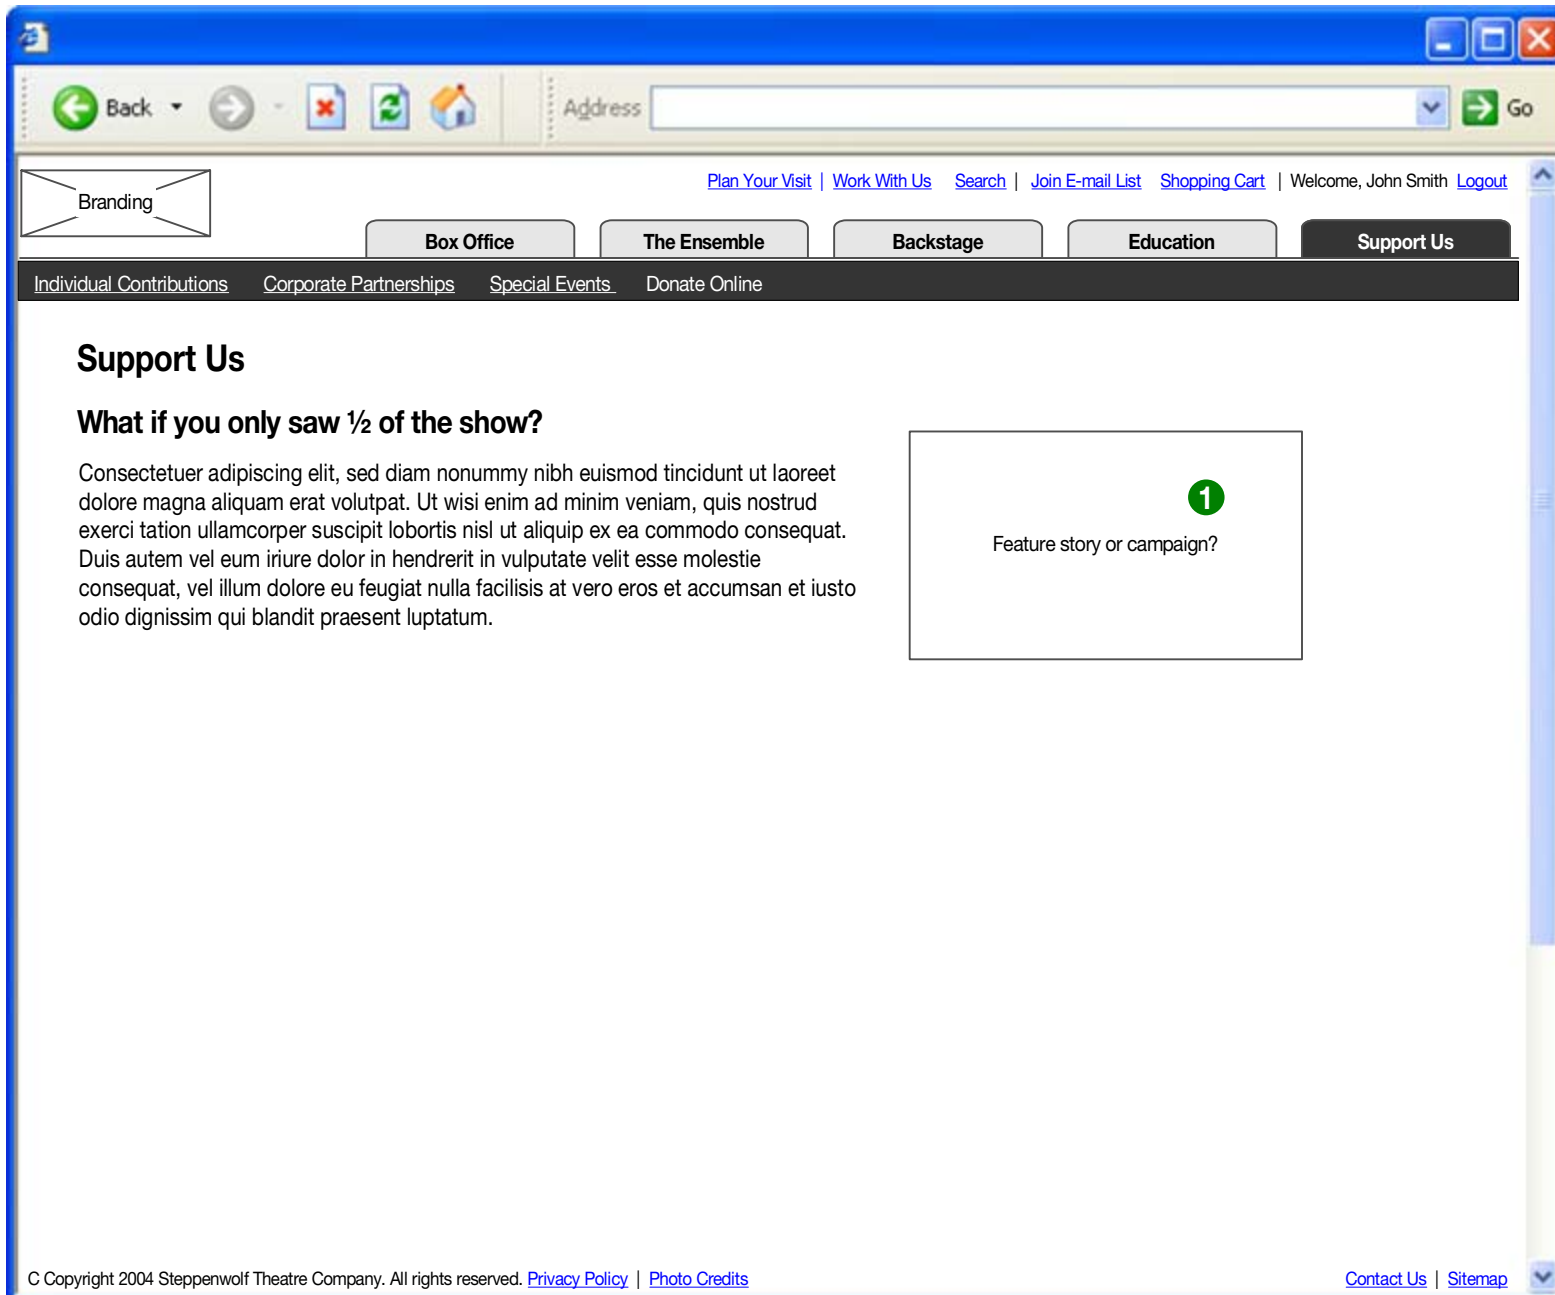 Back
Address
Go
Branding
Plan Your Visit | Work With Us Search | Join E-mail List Shopping Cart | Welcome, John Smith Logout
Box Office The Ensemble Backstage Education Support Us
Individual Contributions Corporate Partnerships Special Events Donate Online
Support Us
What if you only saw ½ of the show?
Consectetuer adipiscing elit, sed diam nonummy nibh euismod tincidunt ut laoreet
dolore magna aliquam erat volutpat. Ut wisi enim ad minim veniam, quis nostrud
exerci tation ullamcorper suscipit lobortis nisl ut aliquip ex ea commodo consequat.
Duis autem vel eum iriure dolor in hendrerit in vulputate velit esse molestie
consequat, vel illum dolore eu feugiat nulla facilisis at vero eros et accumsan et iusto
odio dignissim qui blandit praesent luptatum.
1
Feature story or campaign?
C Copyright 2004 Steppenwolf Theatre Company. All rights reserved. Privacy Policy | Photo Credits
Contact Us | Sitemap